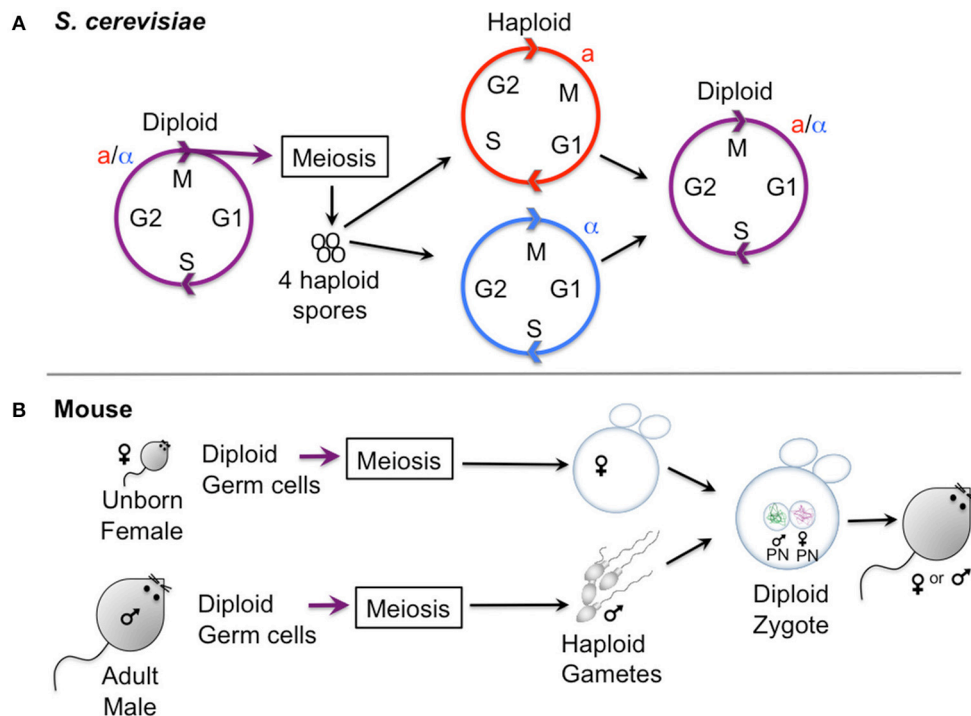 A S. cerevisiae
Diploid
a/α
M
G2 G1
S
Meiosis
4 haploid
spores
Haploid
a
G2
M
S
G1
α
M
G2 G1
S
Diploid
a/α
M
G2 G1
S
B Mouse
♀
Unborn
Female
Diploid
Germ cells
Meiosis
♀
♂
Adult
Male
Diploid
Germ cells
Meiosis
♂
Haploid
Gametes
♂ ♀
PN PN
Diploid
Zygote
♀ or ♂